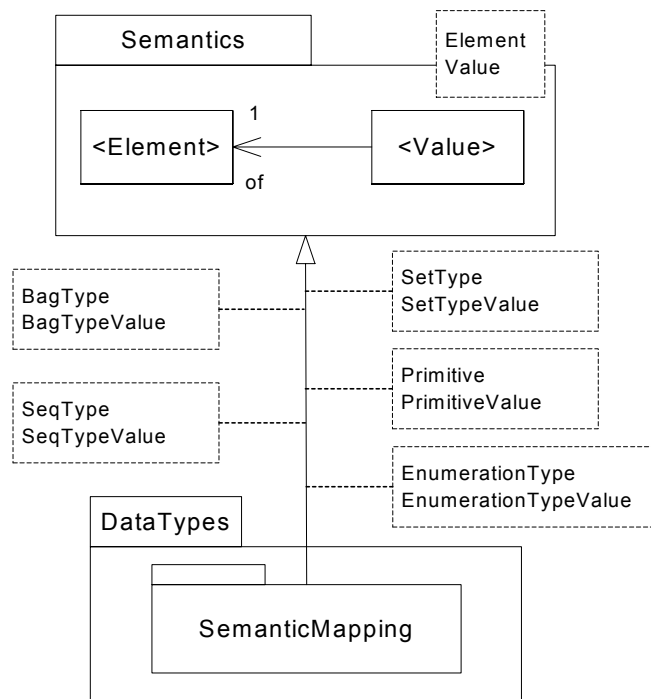 Semantics
Element
Value
1
<Element>
<Value>
of
BagType
BagTypeValue
SetType
SetTypeValue
Primitive
PrimitiveValue
SeqType
SeqTypeValue
EnumerationType
EnumerationTypeValue
DataTypes
SemanticMapping